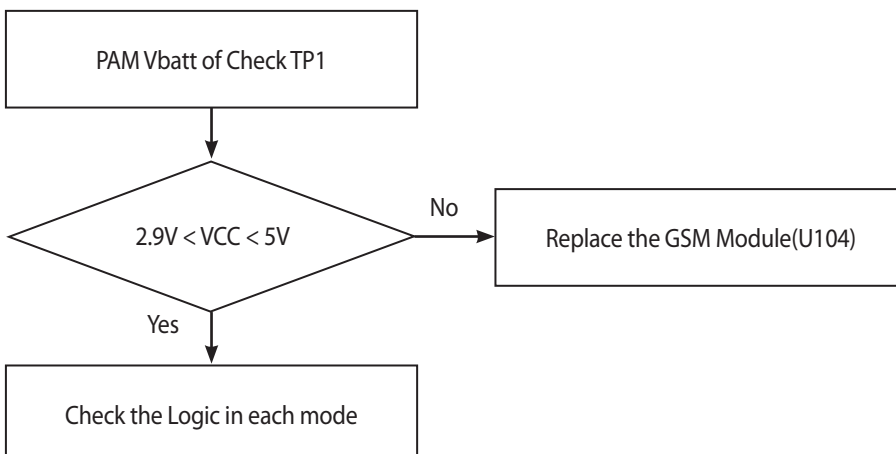 PAM Vbatt of Check TP1
2.9V < VCC < 5V
No
Replace the GSM Module(U104)
Yes
Check the Logic in each mode